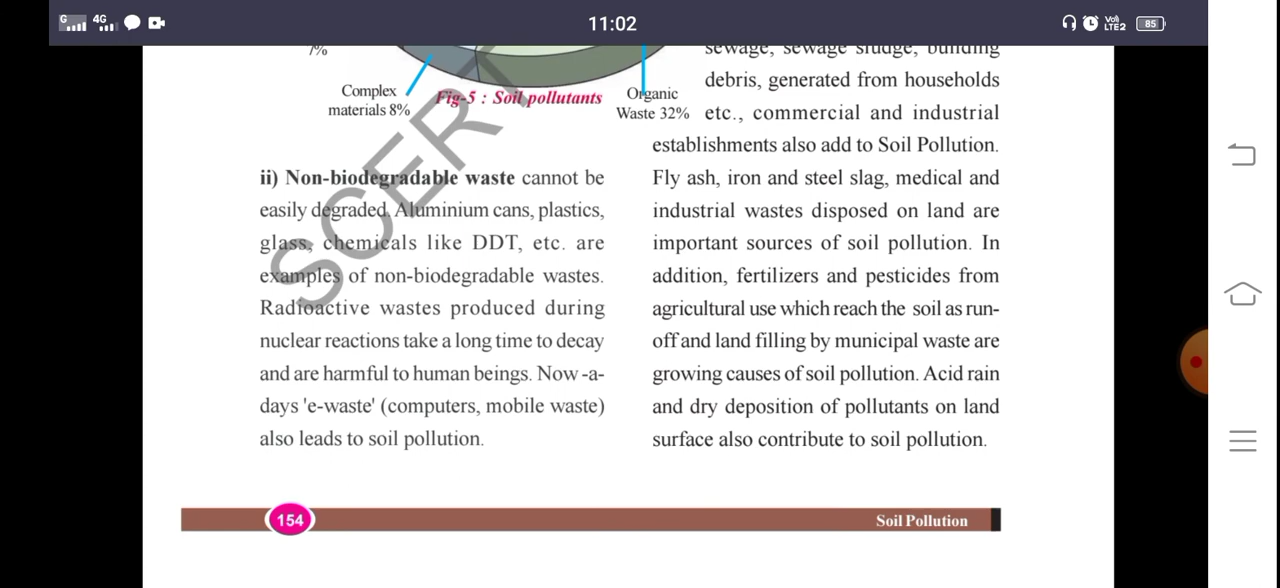 G 4G 11:02 Vol) LTE2 85
7%
Complex
materials 8%
Fig-5 : Soil pollutants
Organic
Waste 32%
ii) Non-biodegradable waste cannot be
easily degraded. Aluminium cans, plastics,
glass, chemicals like DDT, etc. are
examples of non-biodegradable wastes.
Radioactive wastes produced during
nuclear reactions take a long time to decay
and are harmful to human beings. Now -a-
days 'e-waste' (computers, mobile waste)
also leads to soil pollution.
sewage, sewage sludge, building
debris, generated from households
etc., commercial and industrial
establishments also add to Soil Pollution.
Fly ash, iron and steel slag, medical and
industrial wastes disposed on land are
important sources of soil pollution. In
addition, fertilizers and pesticides from
agricultural use which reach the soil as run-
off and land filling by municipal waste are
growing causes of soil pollution. Acid rain
and dry deposition of pollutants on land
surface also contribute to soil pollution.
SCERT
154
Soil Pollution